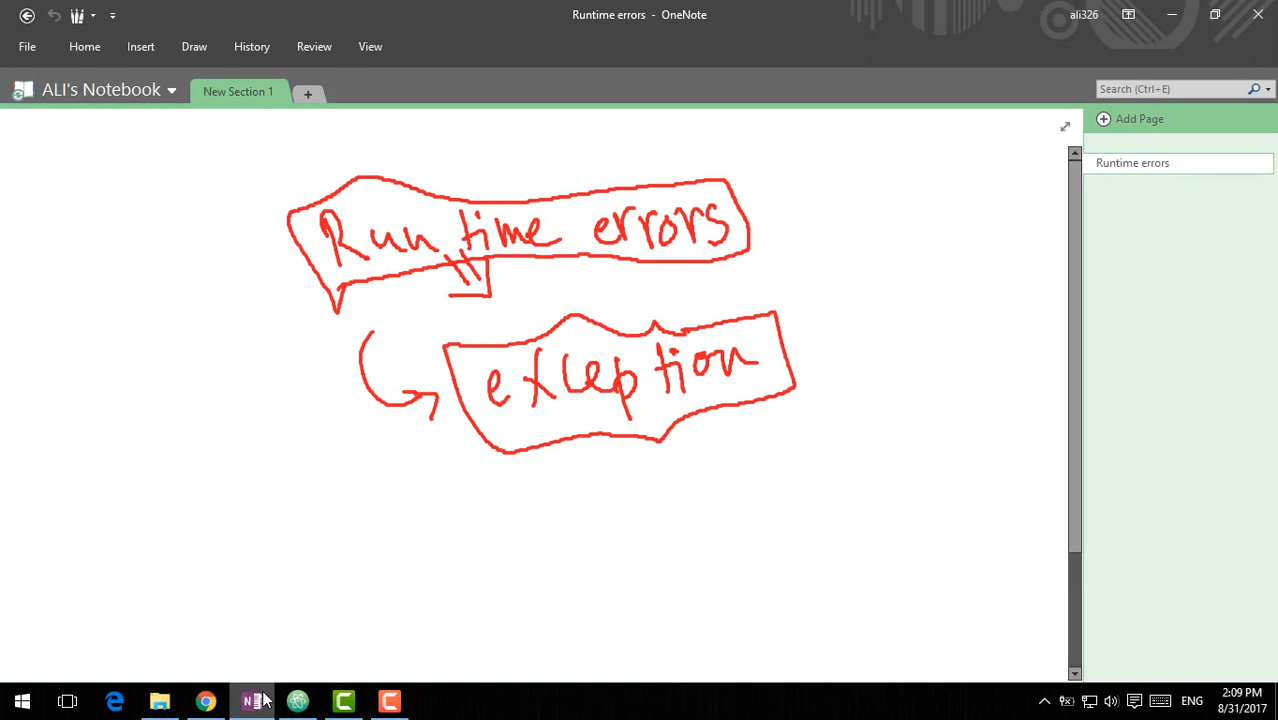 Runtime errors - OneNote
ali326
File Home Insert Draw History Review View
ALI's Notebook
New Section 1
Search (Ctrl+E)
Add Page
Runtime errors
Run time errors
exception
ENG
2:09 PM
8/31/2017